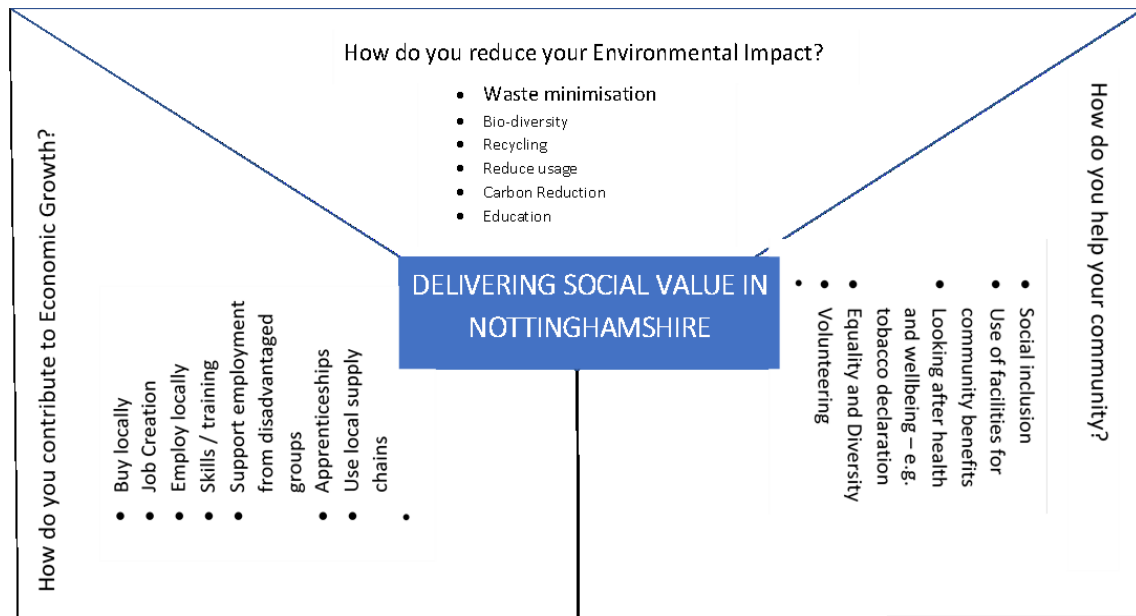 How do you reduce your Environmental Impact?
• Waste minimisation
• Bio-diversity
• Recycling
• Reduce usage
• Carbon Reduction
• Education
DELIVERING SOCIAL VALUE IN
NOTTINGHAMSHIRE
How do you contribute to Economic Growth?
• Buy locally
• Job Creation
• Employ locally
• Skills / training
• Support employment
from disadvantaged
groups
• Apprenticeships
• Use local supply
chains
•
How do you help your community?
• Social inclusion
• Use of facilities for
community benefits
• Looking after health
and wellbeing – e.g.
tobacco declaration
• Equality and Diversity
• Volunteering
•